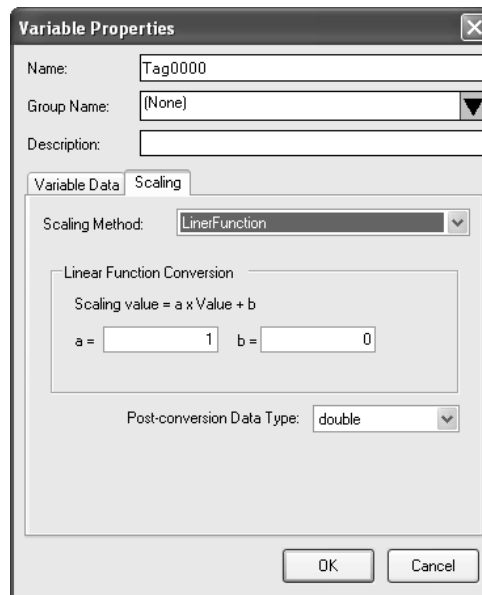 Variable Properties
Name: Tag0000
Group Name: (None)
Description:
Variable Data Scaling
Scaling Method: LinerFunction
Linear Function Conversion
Scaling value = a x Value + b
a = 1 b = 0
Post-conversion Data Type: double
OK Cancel